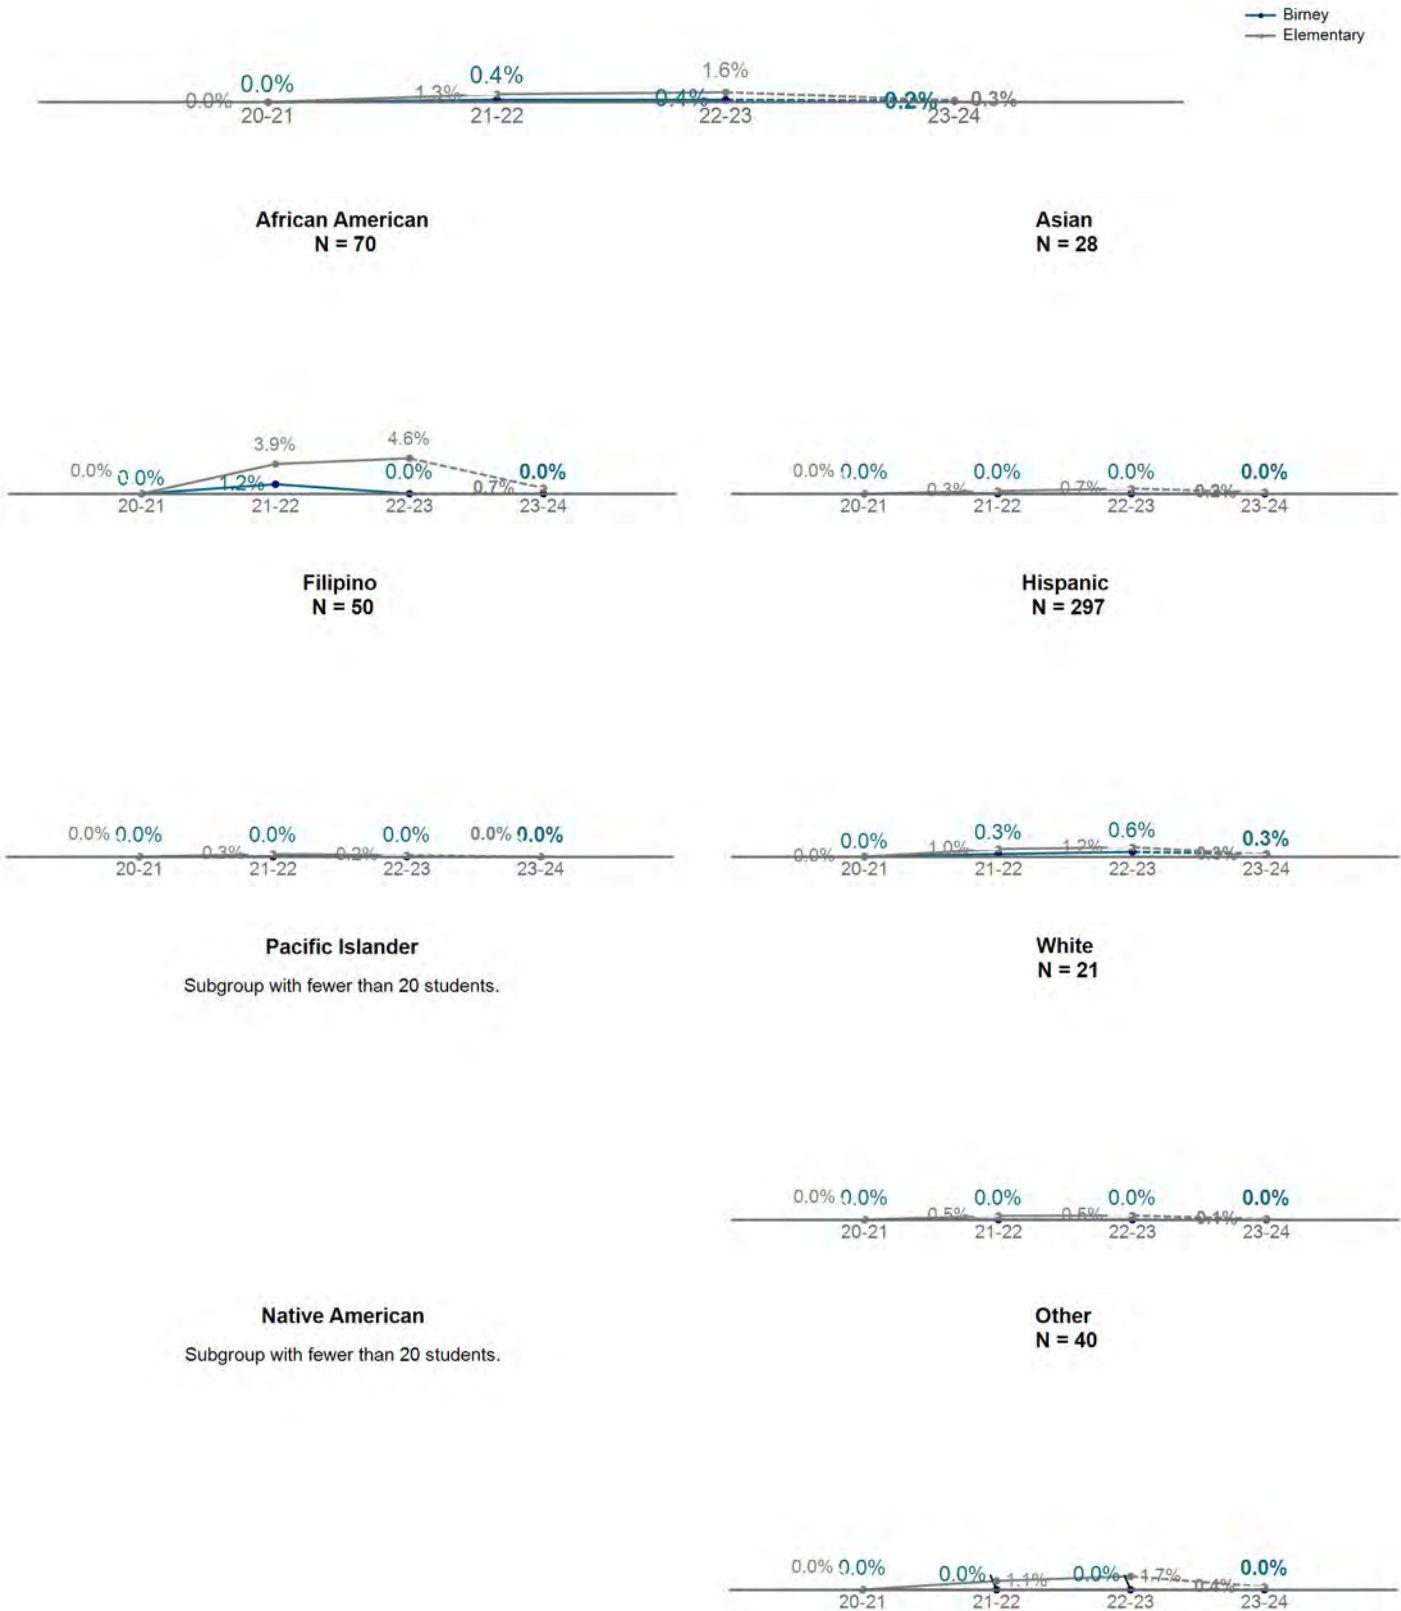 Birney
Elementary
0.0% 0.0% 1.3% 0.4% 0.4% 1.6% 0.2% 0.3%
20-21 21-22 22-23 23-24
African American
N = 70
Asian
N = 28
0.0% 0.0% 1.2% 3.9% 0.0% 4.6% 0.7% 0.0%
20-21 21-22 22-23 23-24
0.0% 0.0% 0.3% 0.0% 0.7% 0.0% 0.2% 0.0%
20-21 21-22 22-23 23-24
Filipino
N = 50
Hispanic
N = 297
0.0% 0.0% 0.3% 0.0% 0.2% 0.0% 0.0% 0.0%
20-21 21-22 22-23 23-24
0.0% 0.0% 1.0% 0.3% 1.2% 0.6% 0.3% 0.3%
20-21 21-22 22-23 23-24
Pacific Islander
Subgroup with fewer than 20 students.
White
N = 21
0.0% 0.0% 0.5% 0.0% 0.5% 0.0% 0.1% 0.0%
20-21 21-22 22-23 23-24
Native American
Subgroup with fewer than 20 students.
Other
N = 40
0.0% 0.0% 0.0% 1.1% 0.0% 1.7% 0.4% 0.0%
20-21 21-22 22-23 23-24